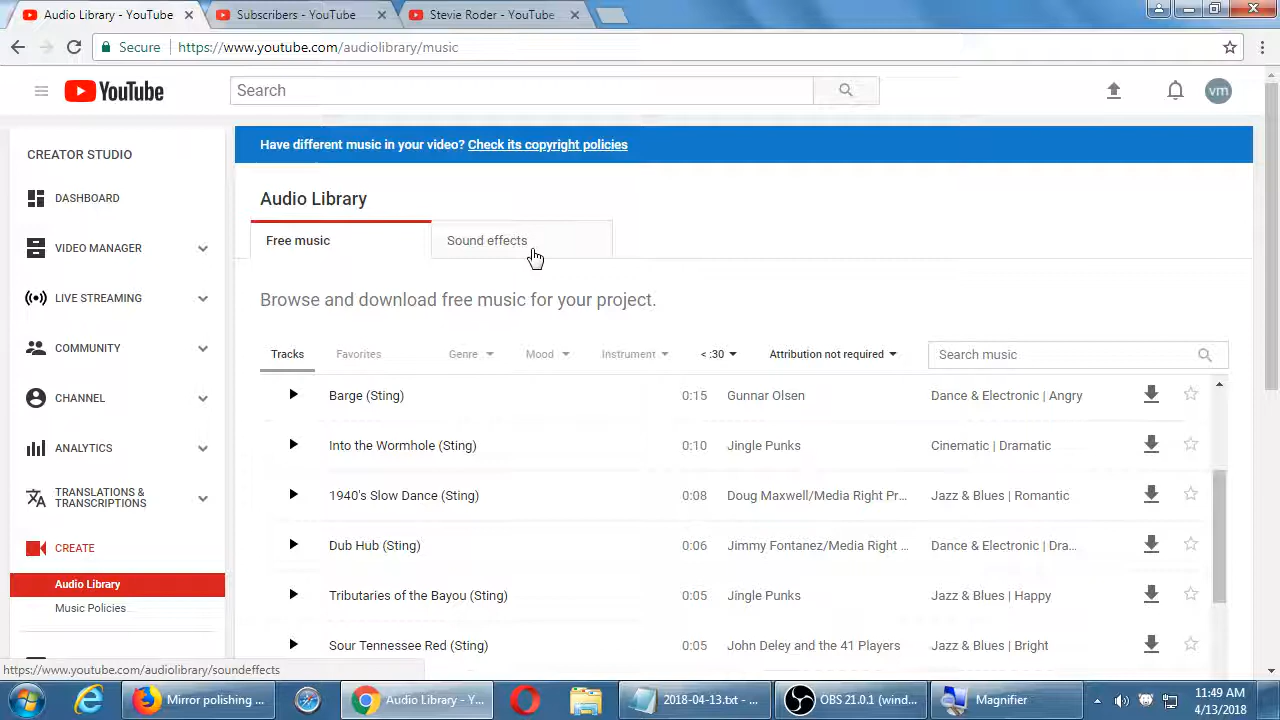 Audio Library - YouTube
Subscribers - YouTube
Stevie Yoder - YouTube
Secure
https://www.youtube.com/audiolibrary/music
YouTube
Search
vm
CREATOR STUDIO
DASHBOARD
VIDEO MANAGER
LIVE STREAMING
COMMUNITY
CHANNEL
ANALYTICS
TRANSLATIONS &
TRANSCRIPTIONS
CREATE
Audio Library
Music Policies
Have different music in your video? Check its copyright policies
Audio Library
Free music
Sound effects
Browse and download free music for your project.
Tracks Favorites Genre Mood Instrument < :30 Attribution not required Search music
Barge (Sting) 0:15 Gunnar Olsen Dance & Electronic | Angry
Into the Wormhole (Sting) 0:10 Jingle Punks Cinematic | Dramatic
1940's Slow Dance (Sting) 0:08 Doug Maxwell/Media Right Pr... Jazz & Blues | Romantic
Dub Hub (Sting) 0:06 Jimmy Fontanez/Media Right ... Dance & Electronic | Dra...
Tributaries of the Bayou (Sting) 0:05 Jingle Punks Jazz & Blues | Happy
Sour Tennessee Red (Sting) 0:05 John Deley and the 41 Players Jazz & Blues | Bright
https://www.youtube.com/audiolibrary/soundeffects
Mirror polishing ...
Audio Library - Y...
2018-04-13.txt - ...
OBS 21.0.1 (wind...
Magnifier
11:49 AM
4/13/2018